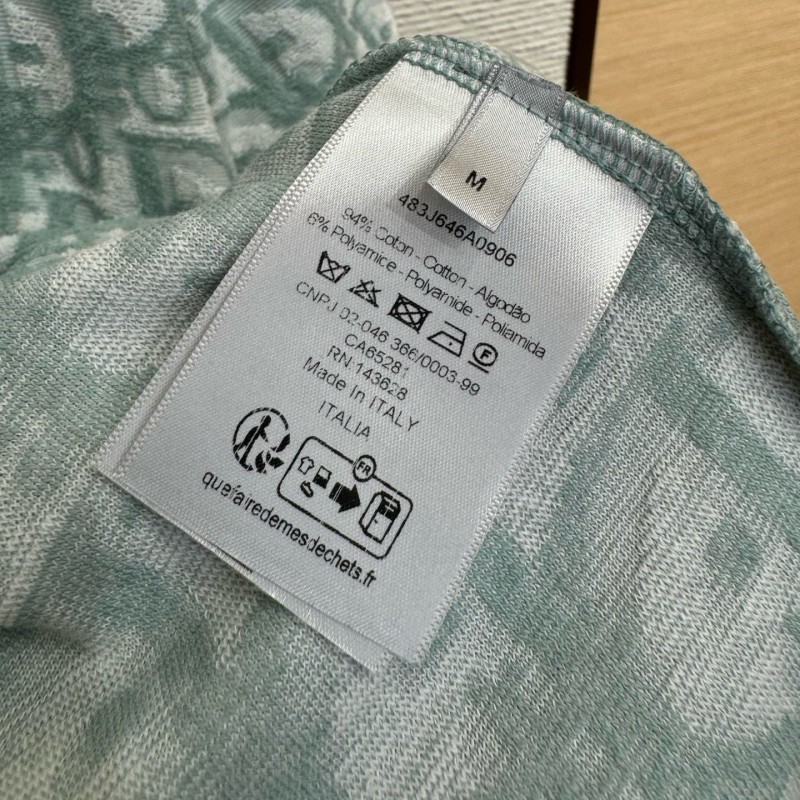 M
483J646A0906
94% Coton - Cotton - Algodão
6% Polyamide - Polyamide - Poliamida
F
CNPJ 02-046 366/0003-99
CA65281
RN:143628
Made In ITALY
ITALIA
FR
quefairedemesdechets.fr